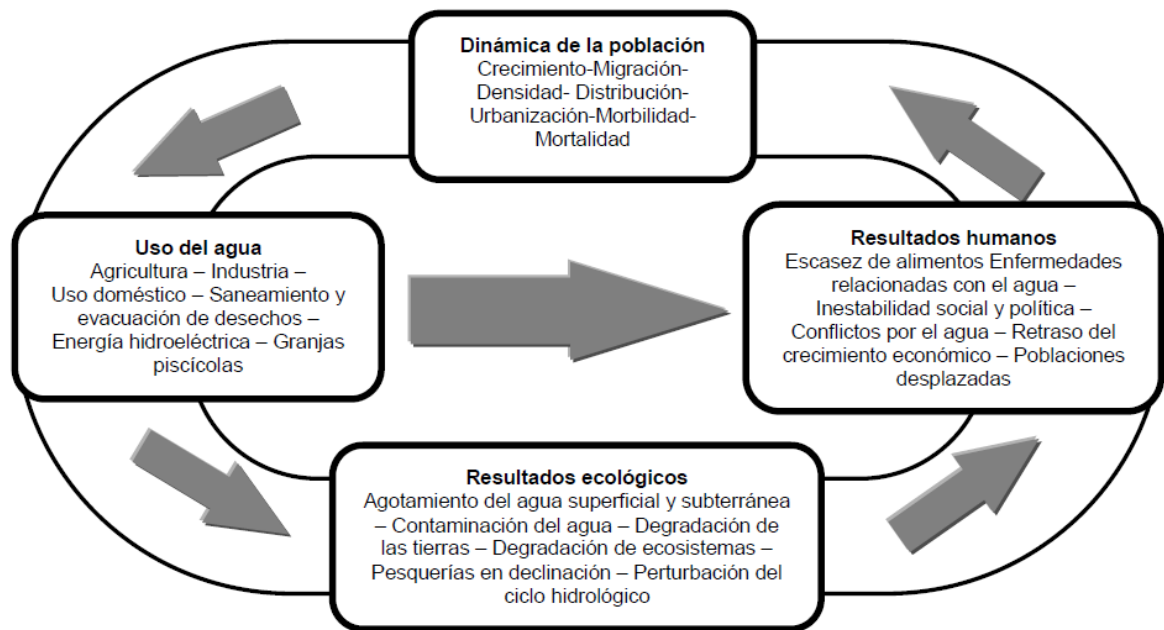 Dinámica de la población
Crecimiento-Migración-
Densidad- Distribución-
Urbanización-Morbilidad-
Mortalidad
Uso del agua
Agricultura – Industria –
Uso doméstico – Saneamiento y
evacuación de desechos –
Energía hidroeléctrica – Granjas
piscícolas
Resultados humanos
Escasez de alimentos Enfermedades
relacionadas con el agua –
Inestabilidad social y política –
Conflictos por el agua – Retraso del
crecimiento económico – Poblaciones
desplazadas
Resultados ecológicos
Agotamiento del agua superficial y subterránea
– Contaminación del agua – Degradación de
las tierras – Degradación de ecosistemas –
Pesquerías en declinación – Perturbación del
ciclo hidrológico